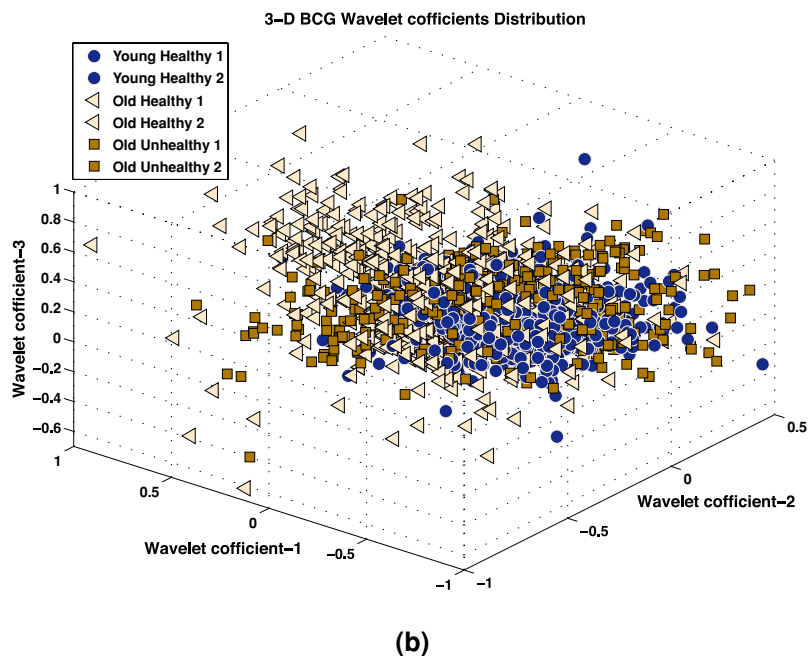 3-D BCG Wavelet cofficients Distribution
Young Healthy 1
Young Healthy 2
Old Healthy 1
Old Healthy 2
Old Unhealthy 1
Old Unhealthy 2
1
0.8
0.6
0.4
0.2
0
-0.2
-0.4
-0.6
Wavelet cofficient-3
1
0.5
0
-0.5
-1
Wavelet cofficient-1
-1
-0.5
0
0.5
Wavelet cofficient-2
(b)